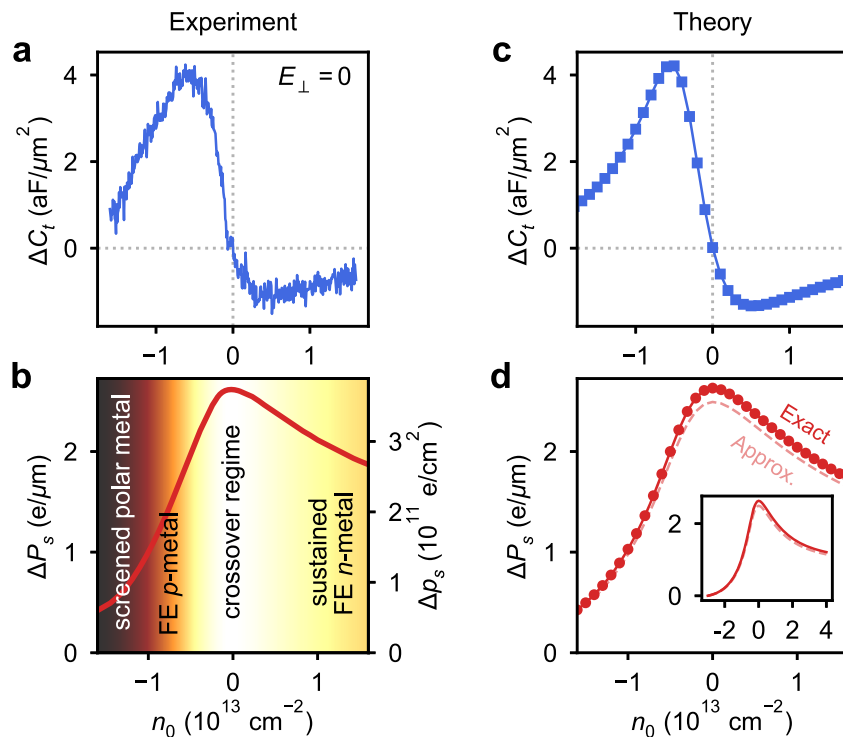 Experiment
Theory
a
E⊥ = 0
ΔCt (aF/μm²)
4
2
0
−1
0
1
c
ΔCt (aF/μm²)
4
2
0
−1
0
1
b
screened polar metal
FE p-metal
crossover regime
sustained
FE n-metal
ΔPs (e/μm)
2
1
0
Δps (10¹¹ e/cm²)
3
2
1
0
−1
0
1
n₀ (10¹³ cm⁻²)
d
Exact
Approx.
ΔPs (e/μm)
2
1
0
2
0
−2
0
2
4
−1
0
1
n₀ (10¹³ cm⁻²)